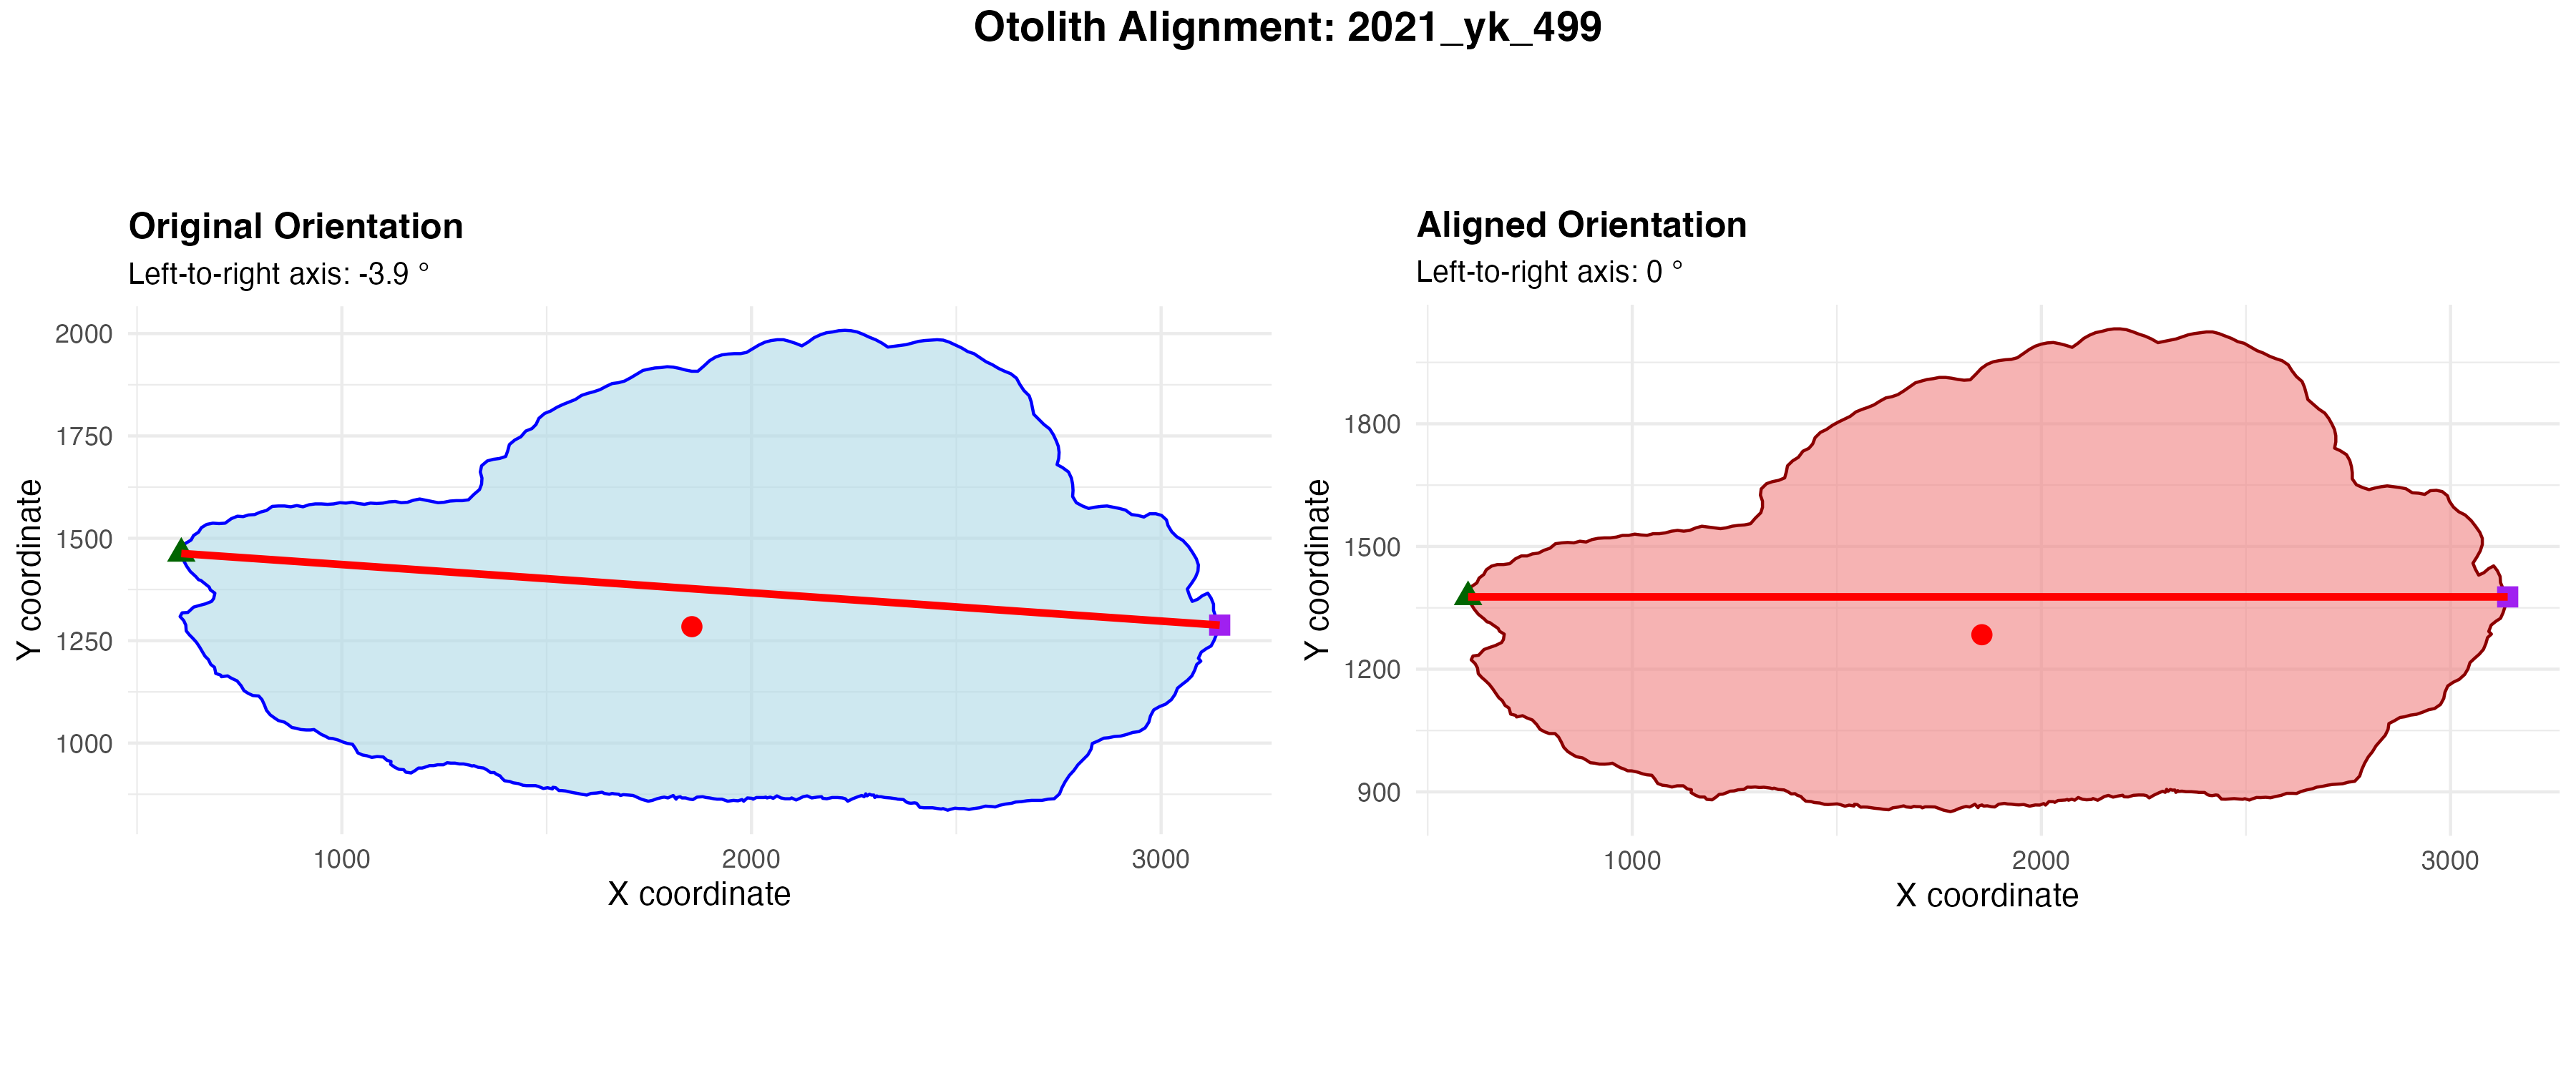 Otolith Alignment: 2021_yk_499
Original Orientation
Left-to-right axis: -3.9 °
2000
1750
1500
1250
1000
Y coordinate
1000
2000
3000
X coordinate
Aligned Orientation
Left-to-right axis: 0 °
1800
1500
1200
900
Y coordinate
1000
2000
3000
X coordinate